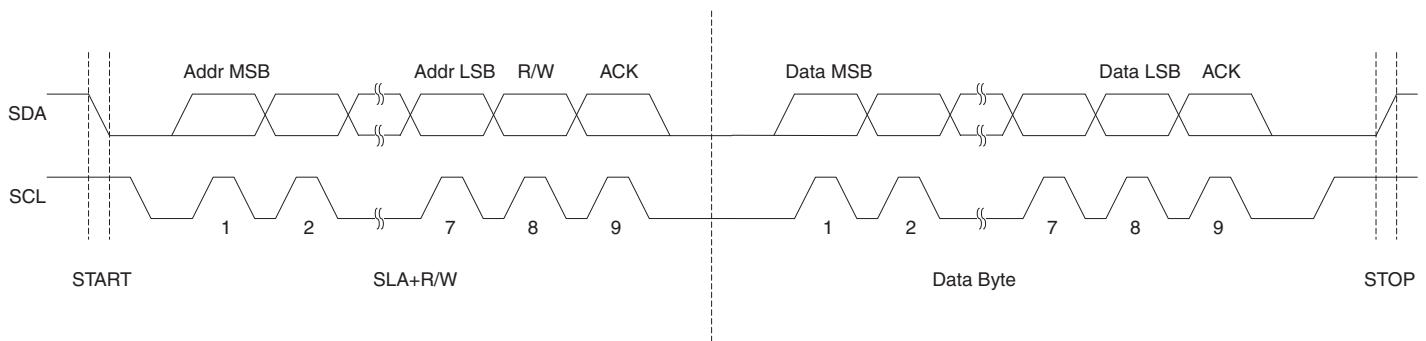 Addr MSB Addr LSB R/W ACK Data MSB Data LSB ACK
SDA
SCL
1 2 7 8 9 1 2 7 8 9
START SLA+R/W Data Byte STOP